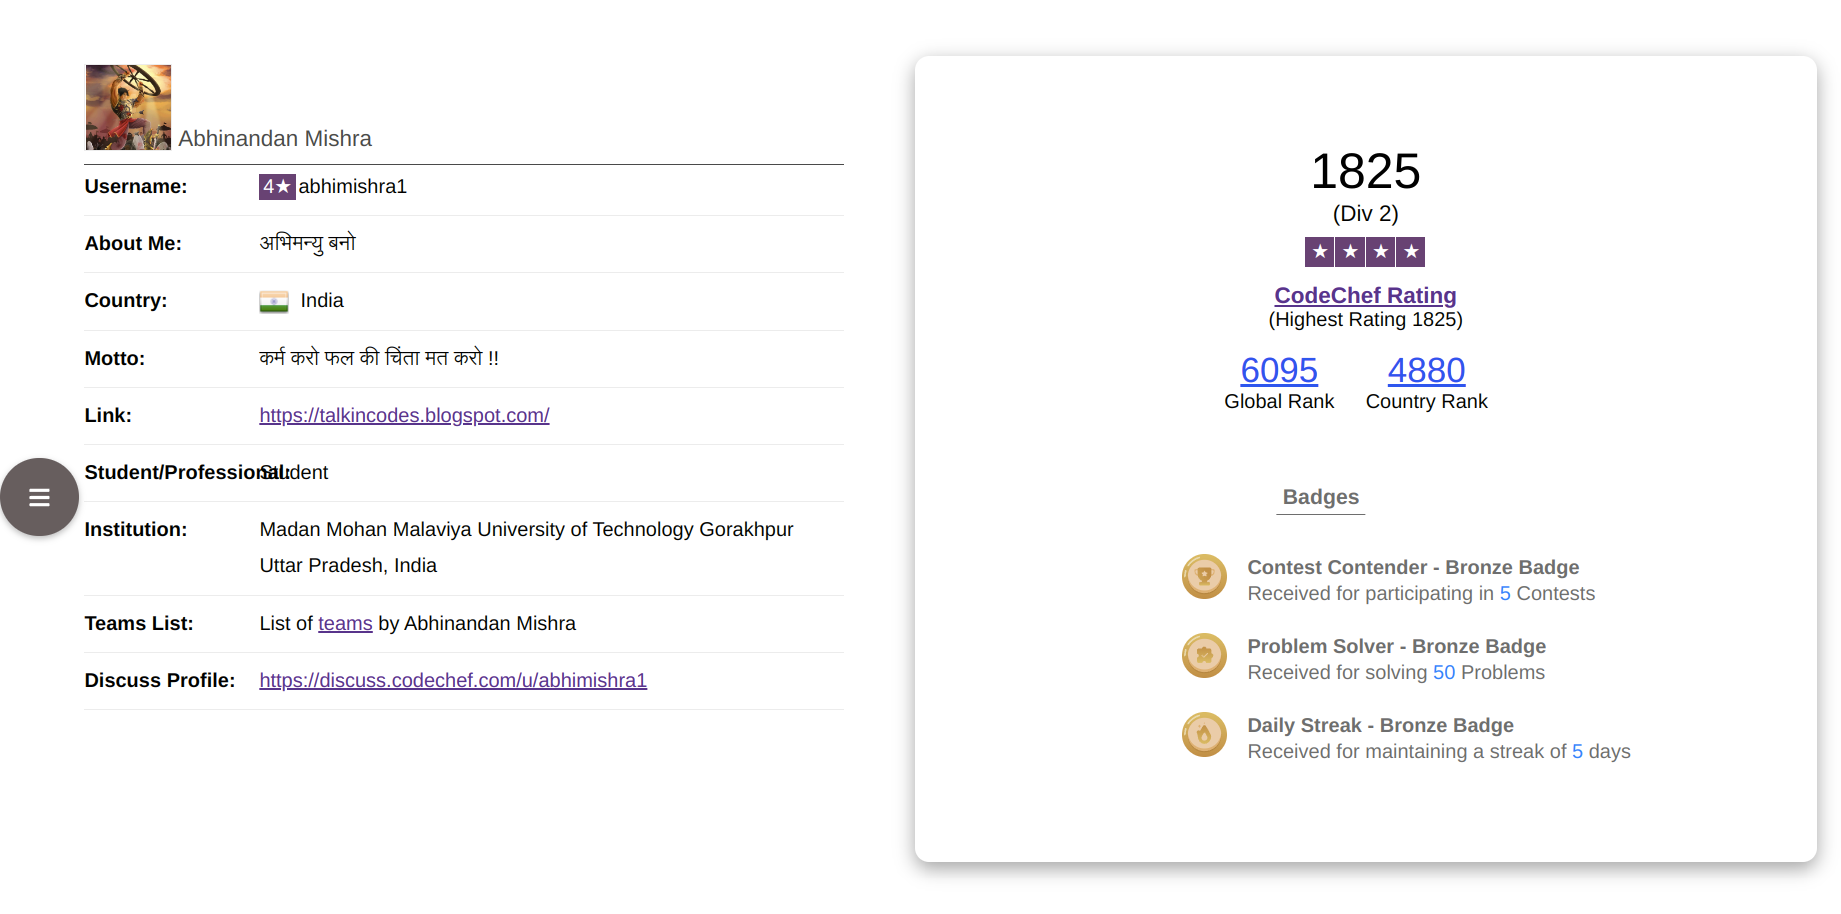 Abhinandan Mishra
Username: 4★ abhimishra1
About Me: अभिमन्यु बनो
Country: India
Motto: कर्म करो फल की चिंता मत करो !!
Link: https://talkincodes.blogspot.com/
Student/Professional: Student
Institution: Madan Mohan Malaviya University of Technology Gorakhpur
Uttar Pradesh, India
Teams List: List of teams by Abhinandan Mishra
Discuss Profile: https://discuss.codechef.com/u/abhimishra1
1825
(Div 2)
★ ★ ★ ★
CodeChef Rating
(Highest Rating 1825)
6095 4880
Global Rank Country Rank
Badges
Contest Contender - Bronze Badge
Received for participating in 5 Contests
Problem Solver - Bronze Badge
Received for solving 50 Problems
Daily Streak - Bronze Badge
Received for maintaining a streak of 5 days